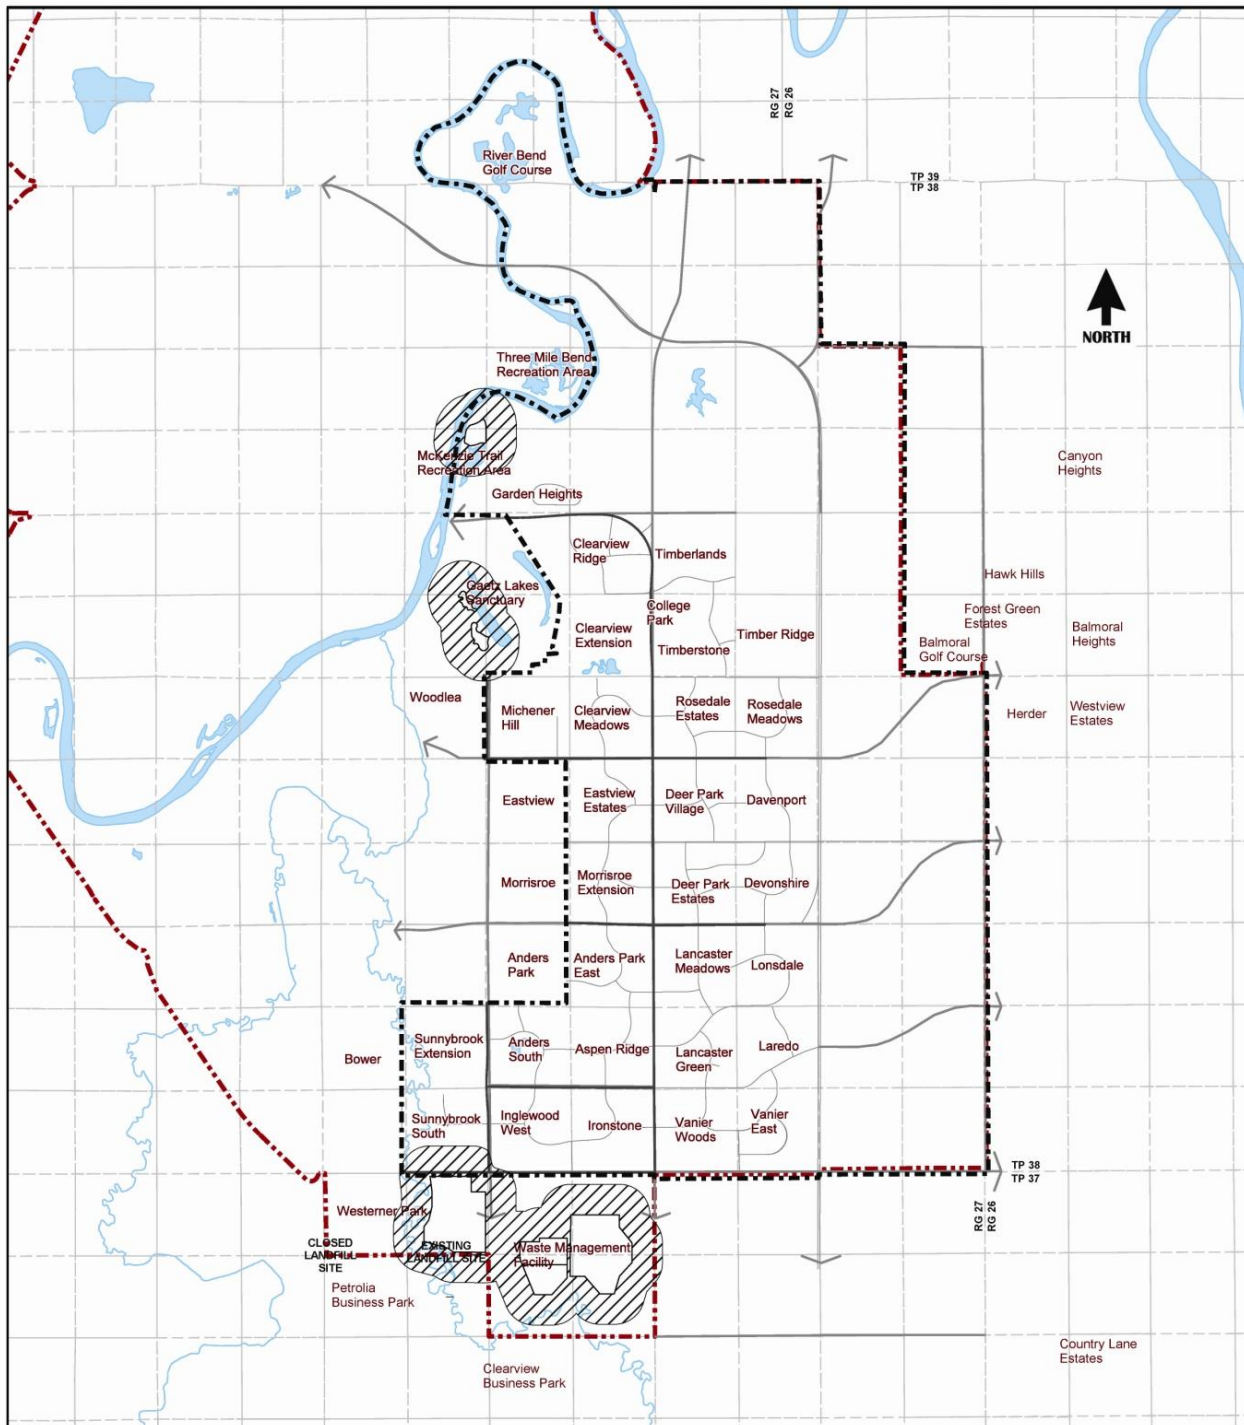 RG 27
RG 26
River Bend
Golf Course
TP 39
TP 38
NORTH
Three Mile Bend
Recreation Area
McKenzie Trail
Recreation Area
Canyon
Heights
Garden Heights
Clearview
Ridge
Timberlands
Gaetz Lakes
Sanctuary
Hawk Hills
College
Park
Forest Green
Estates
Clearview
Extension
Timberstone
Timber Ridge
Balmoral
Golf Course
Balmoral
Heights
Woodlea
Michener
Hill
Clearview
Meadows
Rosedale
Estates
Rosedale
Meadows
Herder
Westview
Estates
Eastview
Eastview
Estates
Deer Park
Village
Davenport
Morrisroe
Morrisroe
Extension
Deer Park
Estates
Devonshire
Anders
Park
Anders Park
East
Lancaster
Meadows
Lonsdale
Bower
Sunnybrook
Extension
Anders
South
Aspen Ridge
Lancaster
Green
Laredo
Sunnybrook
South
Inglewood
West
Ironstone
Vanier
Woods
Vanier
East
TP 38
TP 37
RG 27
RG 26
Westerner Park
CLOSED
LANDFILL
SITE
EXISTING
LANDFILL SITE
Waste Management
Facility
Petrolia
Business Park
Clearview
Business Park
Country Lane
Estates